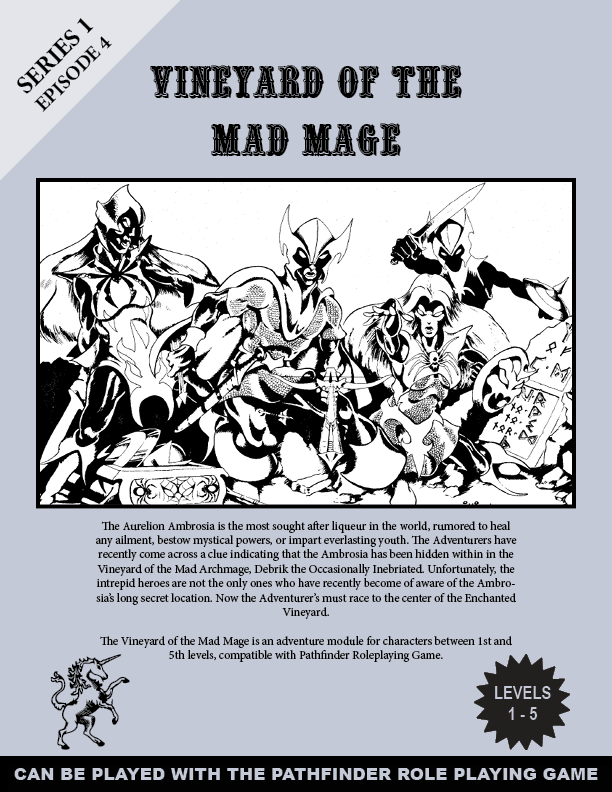 SERIES 1
EPISODE 4
VINEYARD OF THE
MAD MAGE
The Aurelion Ambrosia is the most sought after liqueur in the world, rumored to heal
any ailment, bestow mystical powers, or impart everlasting youth. The Adventurers have
recently come across a clue indicating that the Ambrosia has been hidden within in the
Vineyard of the Mad Archmage, Debrik the Occasionally Inebriated. Unfortunately, the
intrepid heroes are not the only ones who have recently become of aware of the Ambro-
sia's long secret location. Now the Adventurer's must race to the center of the Enchanted
Vineyard.
The Vineyard of the Mad Mage is an adventure module for characters between 1st and
5th levels, compatible with Pathfinder Roleplaying Game.
LEVELS
1 - 5
CAN BE PLAYED WITH THE PATHFINDER ROLE PLAYING GAME